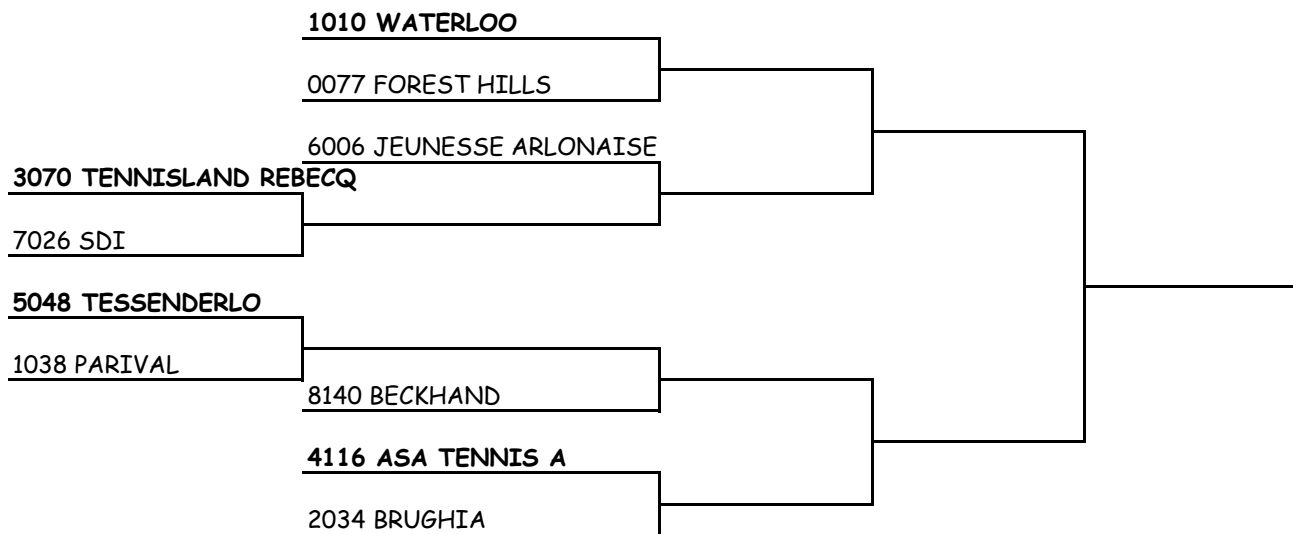 1010 WATERLOO
0077 FOREST HILLS
6006 JEUNESSE ARLONAISE
3070 TENNISLAND REBECQ
7026 SDI
5048 TESSENDERLO
1038 PARIVAL
8140 BECKHAND
4116 ASA TENNIS A
2034 BRUGHIA